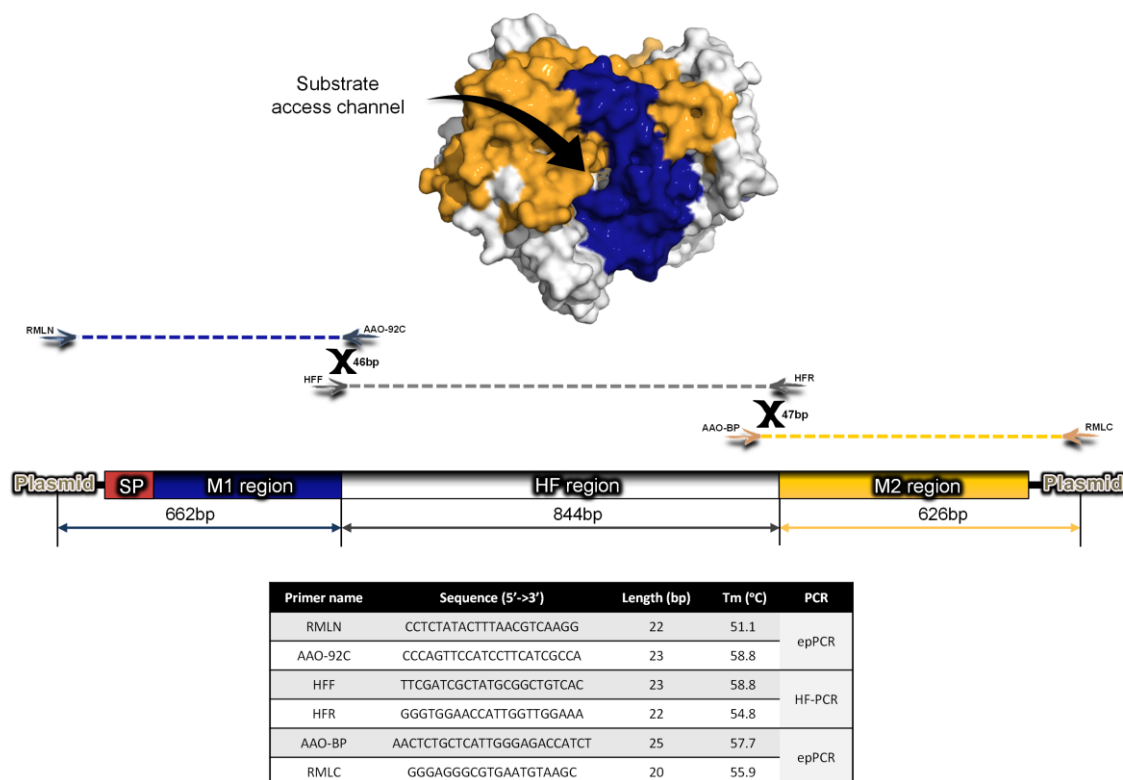 Substrate
access channel
RMLN
AAO-92C
X 46bp
HFF
HFR
X 47bp
AAO-BP
RMLC
Plasmid SP M1 region HF region M2 region Plasmid
662bp 844bp 626bp
Primer name Sequence (5'->3') Length (bp) Tm (°C) PCR
RMLN CCTCTATACTTTAACGTCAAGG 22 51.1 epPCR
AAO-92C CCCAGTTCCATCCTTCATCGCCA 23 58.8
HFF TTCGATCGCTATGCGGCTGTCAC 23 58.8 HF-PCR
HFR GGGTGGAACCATTGGTTGGAAA 22 54.8
AAO-BP AACTCTGCTCATTGGGAGACCATCT 25 57.7 epPCR
RMLC GGGAGGGCGTGAATGTAAGC 20 55.9